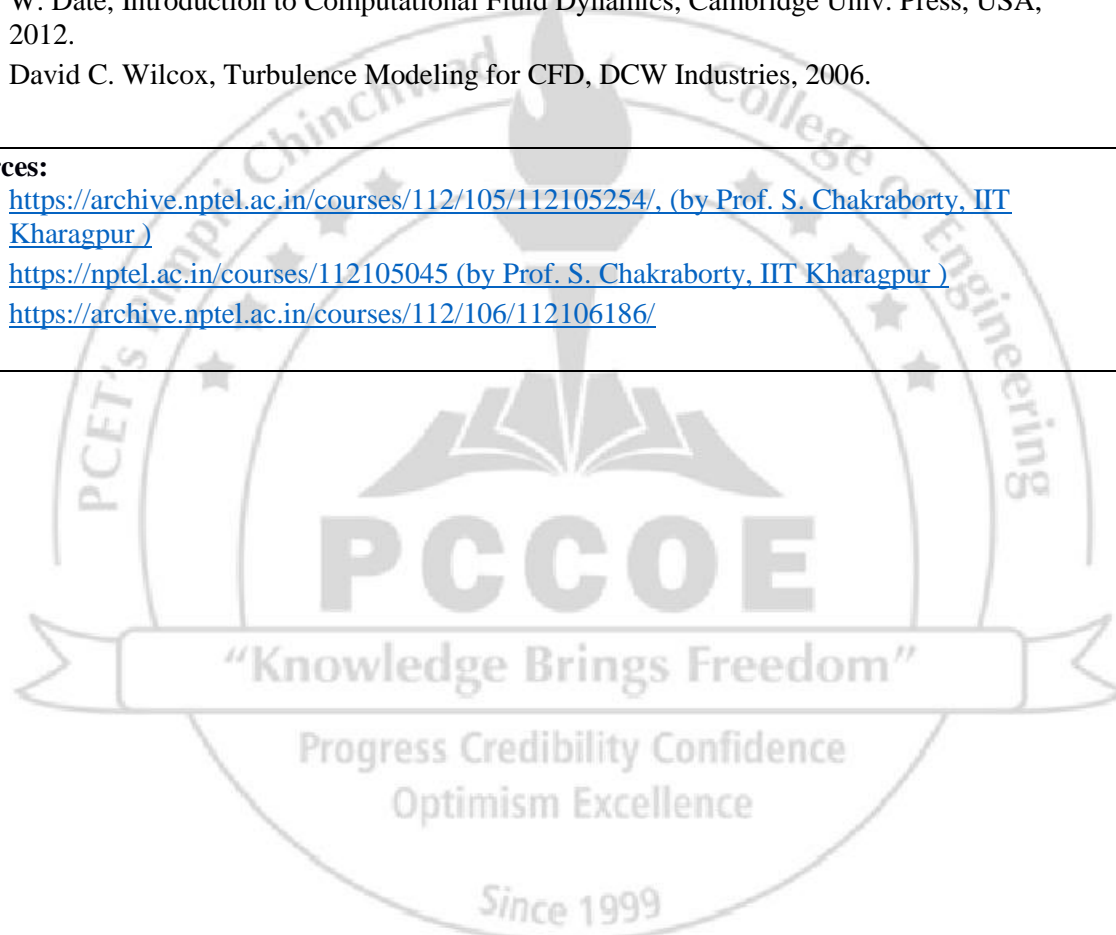 W. Date, Introduction to Computational Fluid Dynamics, Cambridge Univ. Press, USA,
2012.
David C. Wilcox, Turbulence Modeling for CFD, DCW Industries, 2006.
rces:
https://archive.nptel.ac.in/courses/112/105/112105254/, (by Prof. S. Chakraborty, IIT
Kharagpur )
https://nptel.ac.in/courses/112105045 (by Prof. S. Chakraborty, IIT Kharagpur )
https://archive.nptel.ac.in/courses/112/106/112106186/
PCET's Pimpri Chinchwad College of Engineering
PCCOE
"Knowledge Brings Freedom"
Progress Credibility Confidence
Optimism Excellence
Since 1999